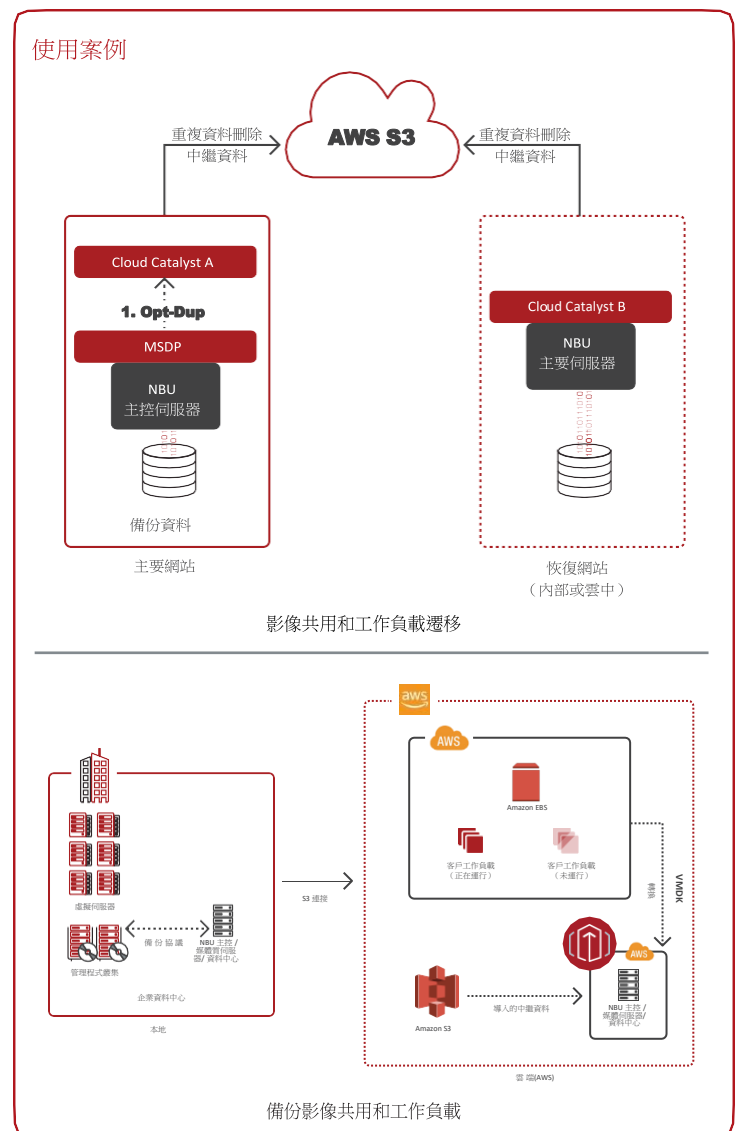 使用案例
AWS S3
重複資料刪除
中繼資料
重複資料刪除
中繼資料
Cloud Catalyst A
1. Opt-Dup
MSDP
NBU
主控伺服器
備份資料
主要網站
Cloud Catalyst B
NBU
主要伺服器
恢復網站
（內部或雲中）
影像共用和工作負載遷移
aws
AWS
Amazon EBS
客戶工作負載
（正在運行）
客戶工作負載
（未運行）
VMDK
轉換
虛擬伺服器
備 份 協 議
NBU 主控 /
媒體質伺服
器/ 資料中心
管理程式叢集
企業資料中心
本地
S3 連接
Amazon S3
導入的中繼資料
AWS
NBU 主控 /
媒體伺服器/
資料中心
雲 端(AWS)
備份影像共用和工作負載